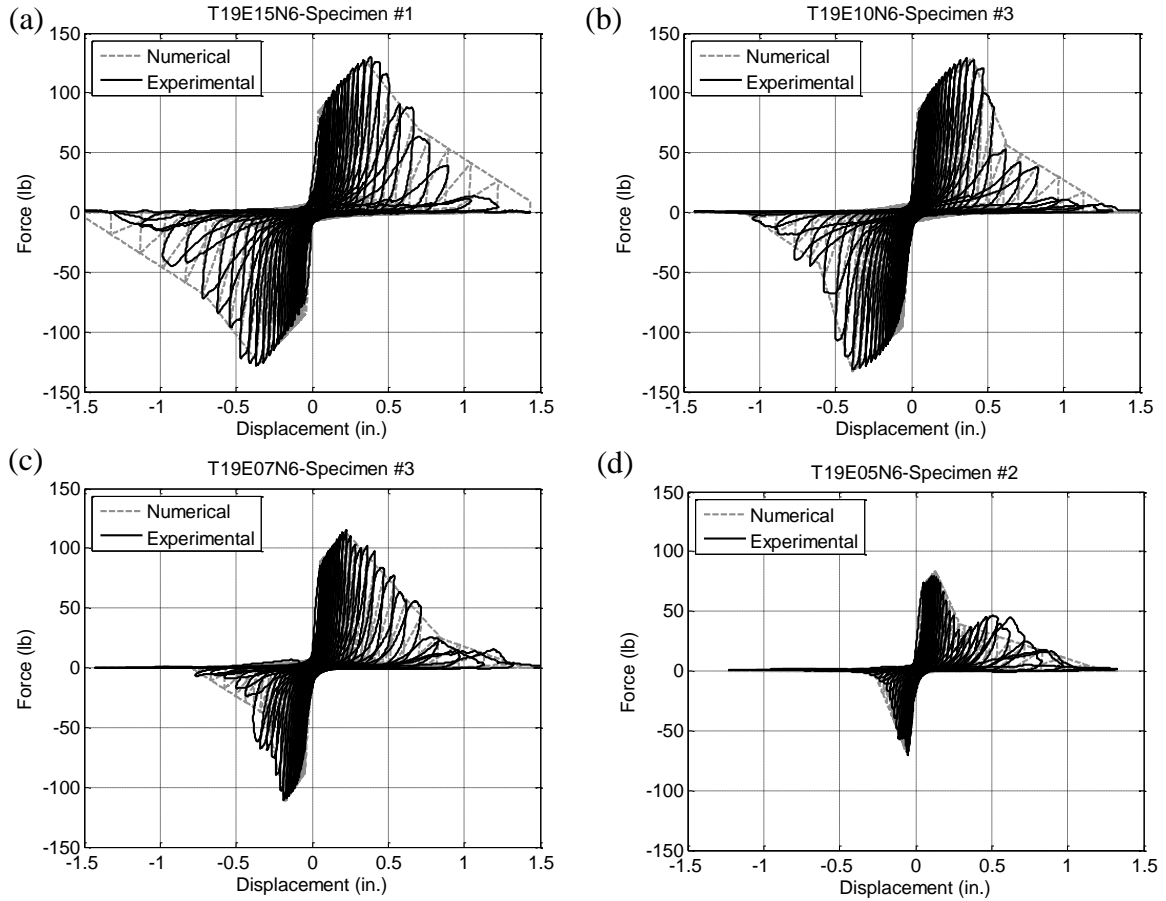 (a)
T19E15N6-Specimen #1
Numerical
Experimental
150
100
50
0
-50
-100
-150
Force (lb)
-1.5 -1 -0.5 0 0.5 1 1.5
Displacement (in.)
(b)
T19E10N6-Specimen #3
Numerical
Experimental
150
100
50
0
-50
-100
-150
Force (lb)
-1.5 -1 -0.5 0 0.5 1 1.5
Displacement (in.)
(c)
T19E07N6-Specimen #3
Numerical
Experimental
150
100
50
0
-50
-100
-150
Force (lb)
-1.5 -1 -0.5 0 0.5 1 1.5
Displacement (in.)
(d)
T19E05N6-Specimen #2
Numerical
Experimental
150
100
50
0
-50
-100
-150
Force (lb)
-1.5 -1 -0.5 0 0.5 1 1.5
Displacement (in.)